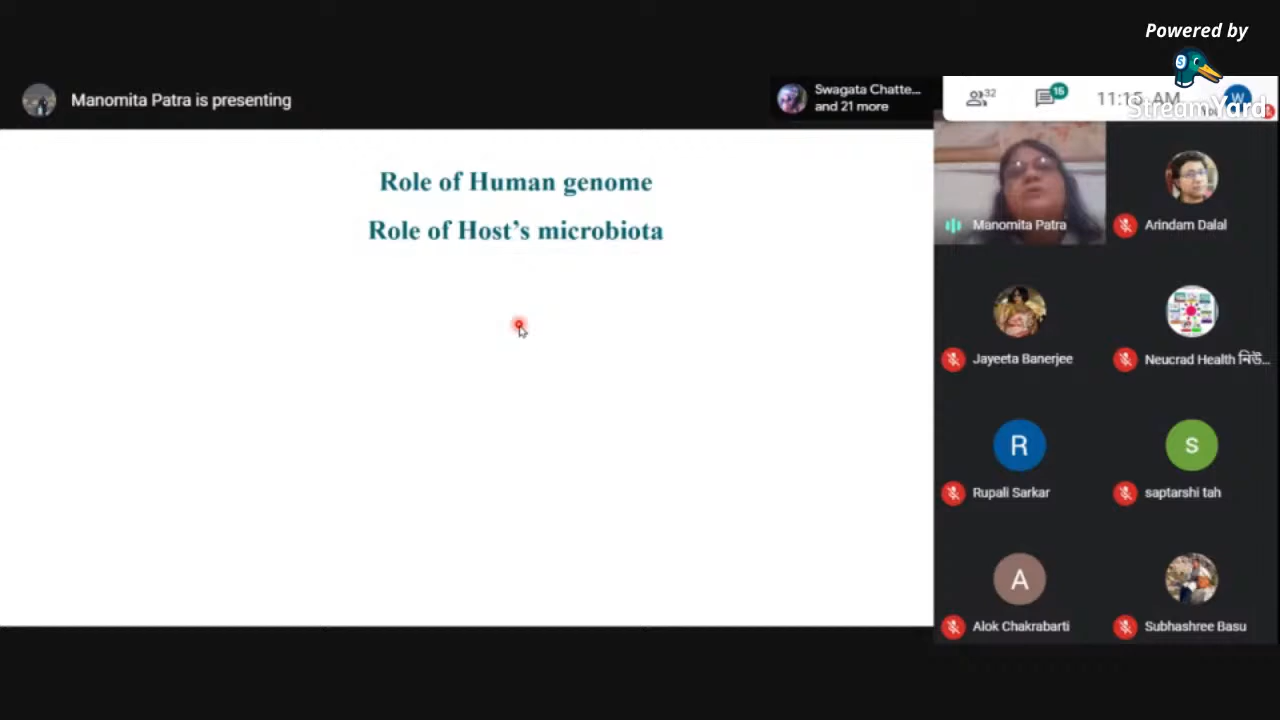 Powered by
StreamYard
Manomita Patra is presenting
Swagata Chatte...
and 21 more
32
16
11:15 AM
W
Role of Human genome
Role of Host's microbiota
Manomita Patra
Arindam Dalal
Jayeeta Banerjee
Neucrad Health নিউ...
R
Rupali Sarkar
S
saptarshi tah
A
Alok Chakrabarti
Subhashree Basu